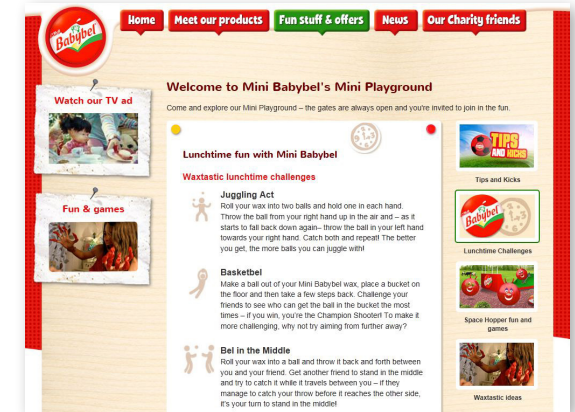 Babybel
Home
Meet our products
Fun stuff & offers
News
Our Charity friends
Watch our TV ad
Fun & games
Welcome to Mini Babybel's Mini Playground
Come and explore our Mini Playground – the gates are always open and you're invited to join in the fun.
Lunchtime fun with Mini Babybel
Waxtastic lunchtime challenges
Juggling Act
Roll your wax into two balls and hold one in each hand.
Throw the ball from your right hand up in the air and – as it
starts to fall back down again– throw the ball in your left hand
towards your right hand. Catch both and repeat! The better
you get, the more balls you can juggle with!
Basketbel
Make a ball out of your Mini Babybel wax, place a bucket on
the floor and then take a few steps back. Challenge your
friends to see who can get the ball in the bucket the most
times – if you win, you're the Champion Shooter! To make it
more challenging, why not try aiming from further away?
Bel in the Middle
Roll your wax into a ball and throw it back and forth between
you and your friend. Get another friend to stand in the middle
and try to catch it while it travels between you – if they
manage to catch your throw before it reaches the other side,
it's your turn to stand in the middle!
TIPS
AND KICKS
Tips and Kicks
Babybel
Lunchtime Challenges
Space Hopper fun and
games
Waxtastic ideas